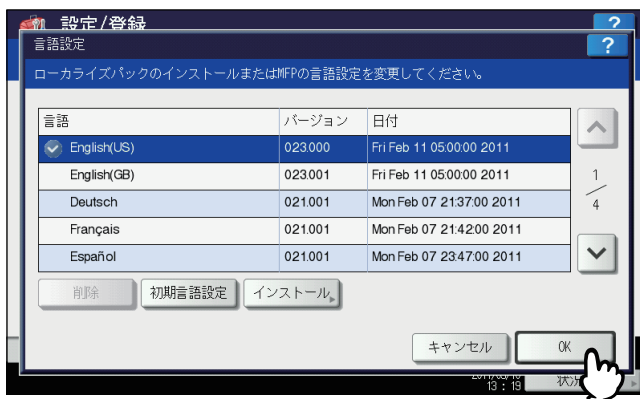 設定/登録
?
言語設定
?
ローカライズパックのインストールまたはMFPの言語設定を変更してください。
言語 バージョン 日付
English(US) 023.000 Fri Feb 11 05:00:00 2011
English(GB) 023.001 Fri Feb 11 05:00:00 2011
Deutsch 021.001 Mon Feb 07 21:37:00 2011
Français 021.001 Mon Feb 07 21:42:00 2011
Español 021.001 Mon Feb 07 23:47:00 2011
1
4
削除 初期言語設定 インストール
キャンセル OK
13 : 19